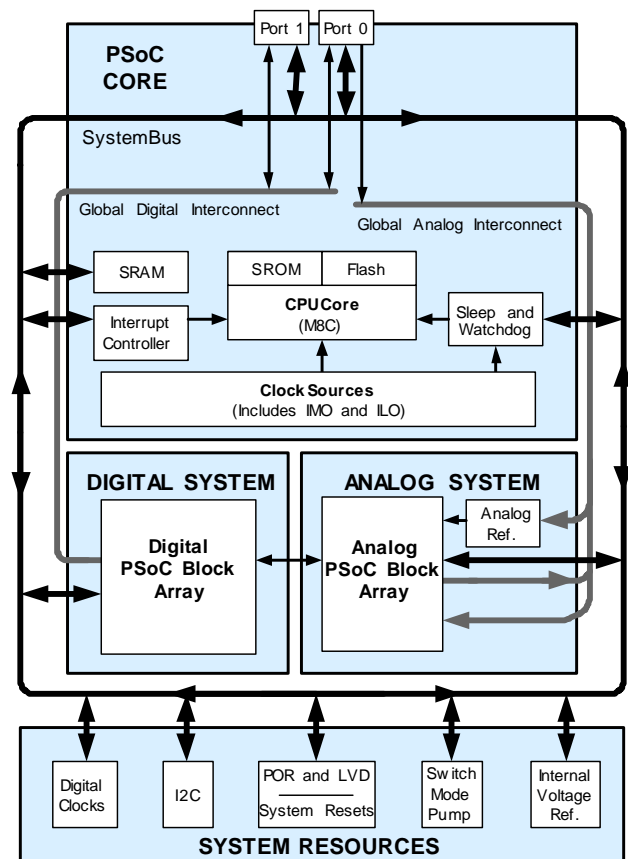 Port 1
Port 0
PSoC
CORE
SystemBus
Global Digital Interconnect
Global Analog Interconnect
SRAM
SROM
Flash
CPUCore
(M8C)
Interrupt
Controller
Sleep and
Watchdog
ClockSources
(Includes IMO and ILO)
DIGITAL SYSTEM
ANALOG SYSTEM
Digital
PSoC Block
Array
Analog
PSoC Block
Array
Analog
Ref.
Digital
Clocks
I2C
POR and LVD
System Resets
Switch
Mode
Pump
Internal
Voltage
Ref.
SYSTEM RESOURCES